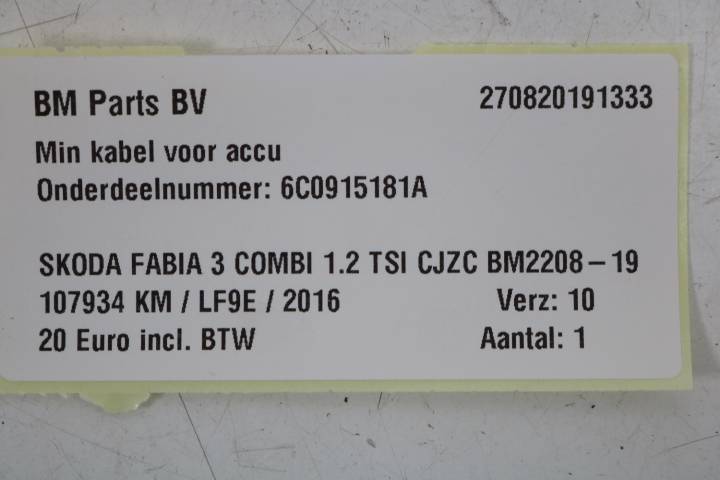 BM Parts BV 270820191333
Min kabel voor accu
Onderdeelnummer: 6C0915181A
SKODA FABIA 3 COMBI 1.2 TSI CJZC BM2208-19
107934 KM / LF9E / 2016 Verz: 10
20 Euro incl. BTW Aantal: 1